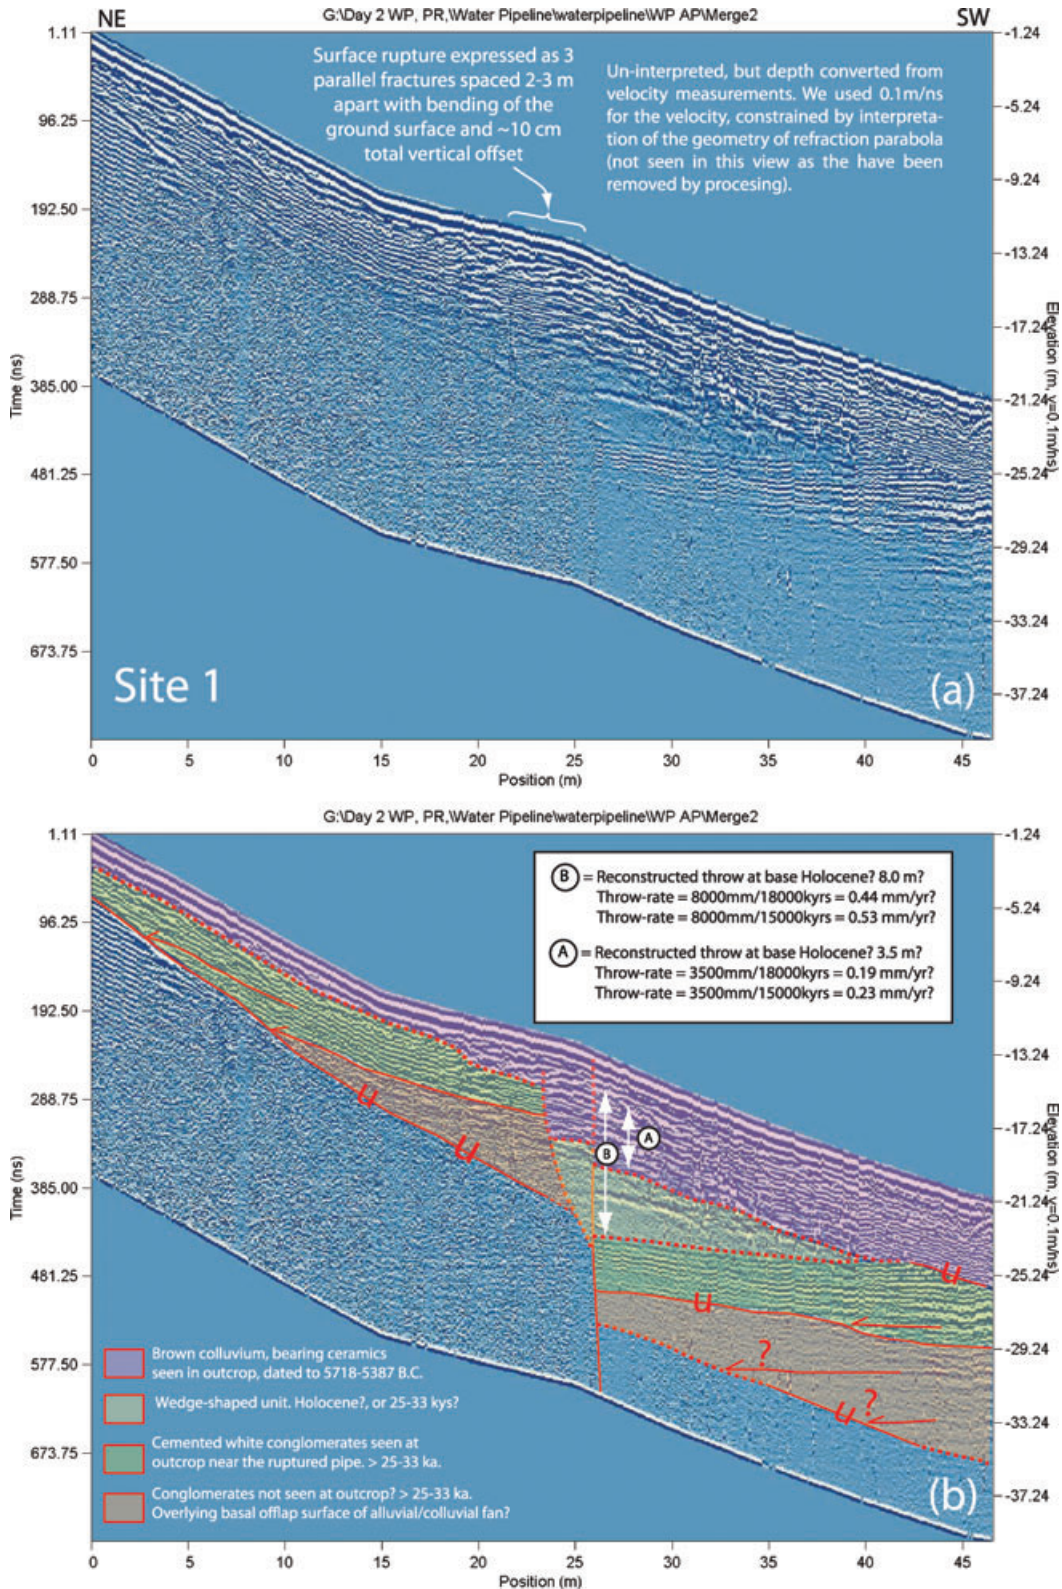 G:\Day 2 WP, PR,\Water Pipeline\waterpipeline\WP AP\Merge2
NE
SW
1.11
96.25
192.50
288.75
385.00
481.25
577.50
673.75
Time (ns)
-1.24
-5.24
-9.24
-13.24
-17.24
-21.24
-25.24
-29.24
-33.24
-37.24
Elevation (m, v=0.1m/ns)
Surface rupture expressed as 3
parallel fractures spaced 2-3 m
apart with bending of the
ground surface and ~10 cm
total vertical offset
Un-interpreted, but depth converted from
velocity measurements. We used 0.1m/ns
for the velocity, constrained by interpreta-
tion of the geometry of refraction parabola
(not seen in this view as the have been
removed by procesing).
Site 1
(a)
0 5 10 15 20 25 30 35 40 45
Position (m)
G:\Day 2 WP, PR,\Water Pipeline\waterpipeline\WP AP\Merge2
1.11
96.25
192.50
288.75
385.00
481.25
577.50
673.75
Time (ns)
-1.24
-5.24
-9.24
-13.24
-17.24
-21.24
-25.24
-29.24
-33.24
-37.24
Elevation (m, v=0.1m/ns)
B = Reconstructed throw at base Holocene? 8.0 m?
Throw-rate = 8000mm/18000kyrs = 0.44 mm/yr?
Throw-rate = 8000mm/15000kyrs = 0.53 mm/yr?
A = Reconstructed throw at base Holocene? 3.5 m?
Throw-rate = 3500mm/18000kyrs = 0.19 mm/yr?
Throw-rate = 3500mm/15000kyrs = 0.23 mm/yr?
u
u
A
B
u
u
?
u ?
Brown colluvium, bearing ceramics
seen in outcrop, dated to 5718-5387 B.C.
Wedge-shaped unit. Holocene?, or 25-33 kys?
Cemented white conglomerates seen at
outcrop near the ruptured pipe. > 25-33 ka.
Conglomerates not seen at outcrop? > 25-33 ka.
Overlying basal offlap surface of alluvial/colluvial fan?
(b)
0 5 10 15 20 25 30 35 40 45
Position (m)